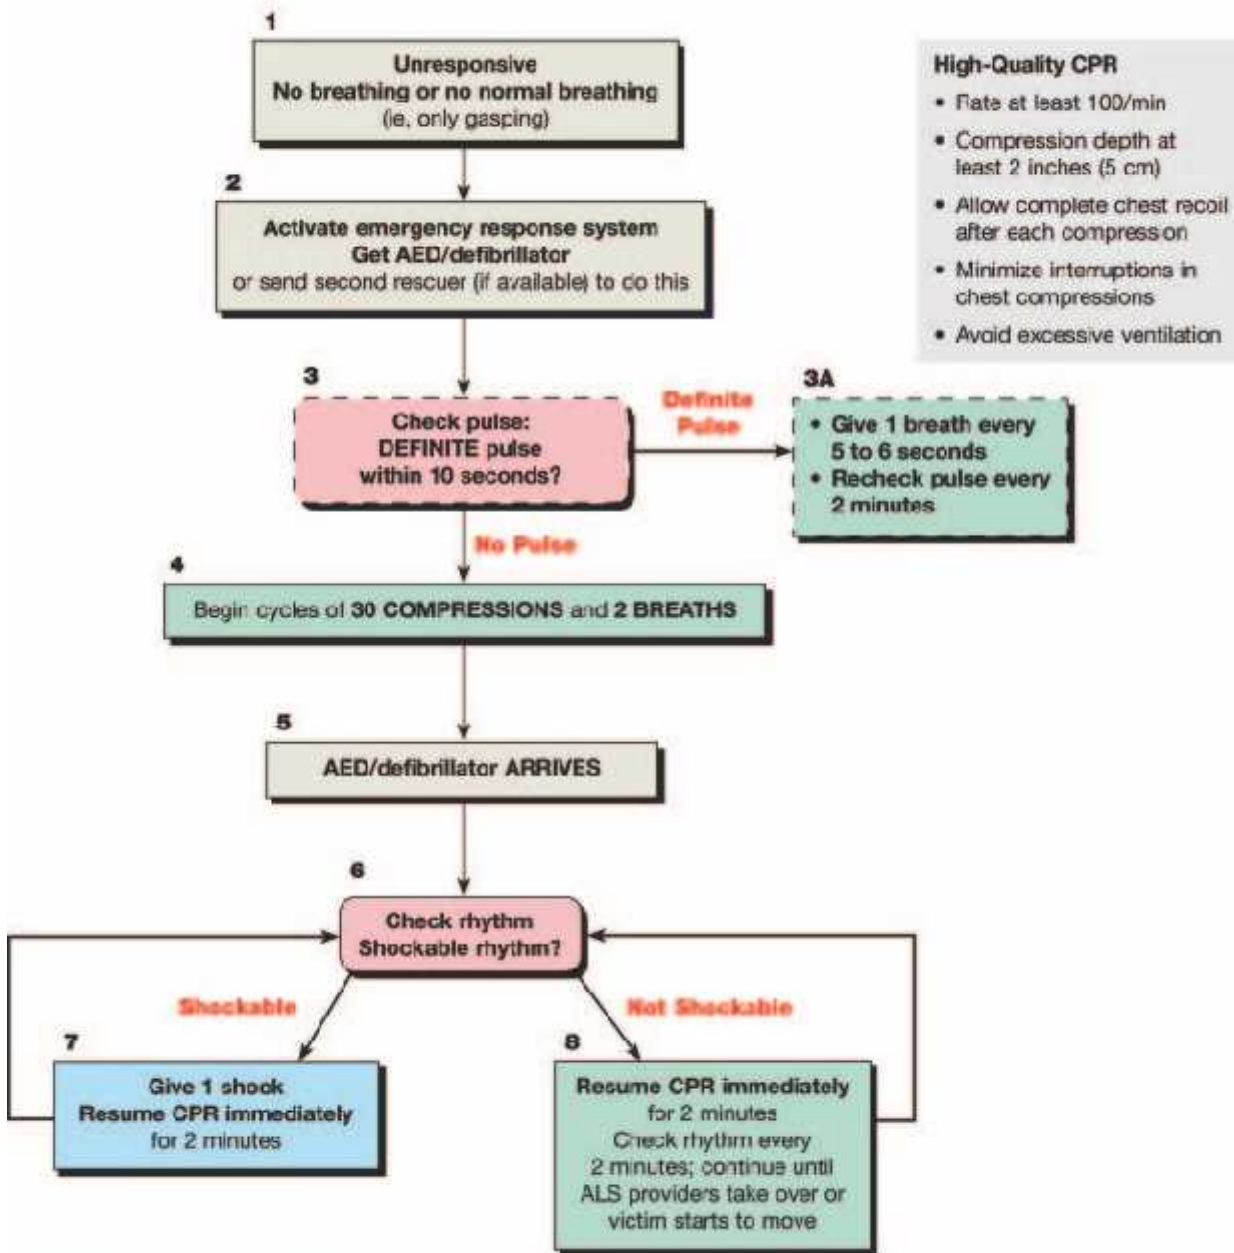 1
Unresponsive
No breathing or no normal breathing
(ie, only gasping)
2
Activate emergency response system
Get AED/defibrillator
or send second rescuer (if available) to do this
High-Quality CPR
• Rate at least 100/min
• Compression depth at
least 2 inches (5 cm)
• Allow complete chest recoil
after each compression
• Minimize interruptions in
chest compressions
• Avoid excessive ventilation
3
Check pulse:
DEFINITE pulse
within 10 seconds?
Definite
Pulse
3A
• Give 1 breath every
5 to 6 seconds
• Recheck pulse every
2 minutes
No Pulse
4
Begin cycles of 30 COMPRESSIONS and 2 BREATHS
5
AED/defibrillator ARRIVES
6
Check rhythm
Shockable rhythm?
Shockable
Not Shockable
7
Give 1 shock
Resume CPR immediately
for 2 minutes
8
Resume CPR immediately
for 2 minutes
Check rhythm every
2 minutes; continue until
ALS providers take over or
victim starts to move